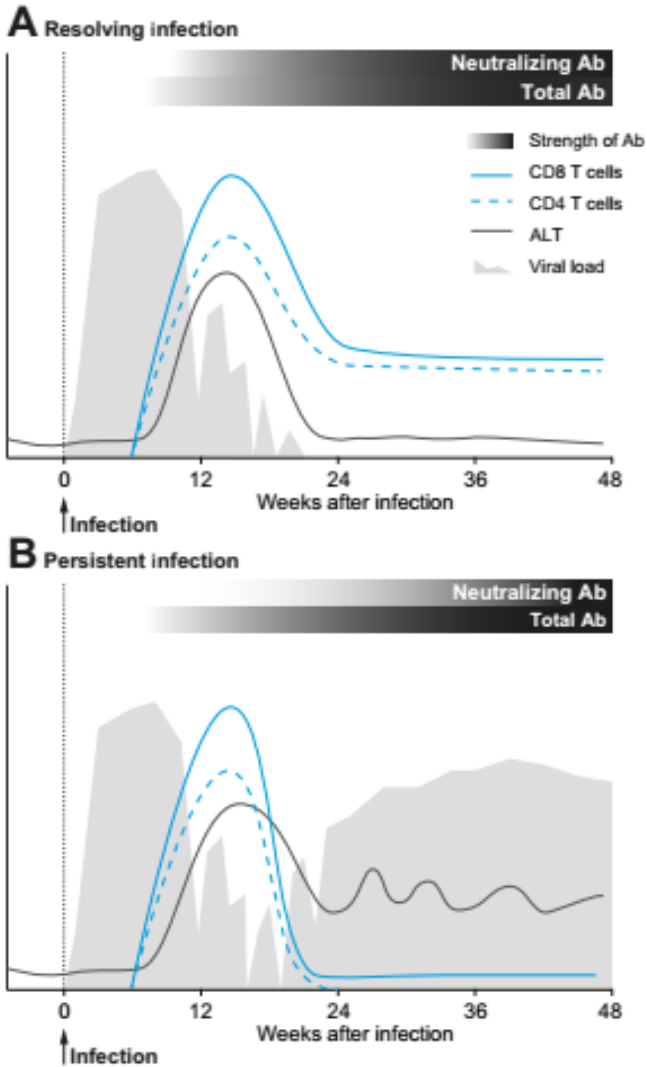 A Resolving infection
Neutralizing Ab
Total Ab
Strength of Ab
CD8 T cells
CD4 T cells
ALT
Viral load
0 12 24 36 48
Weeks after infection
Infection
B Persistent infection
Neutralizing Ab
Total Ab
0 12 24 36 48
Weeks after infection
Infection